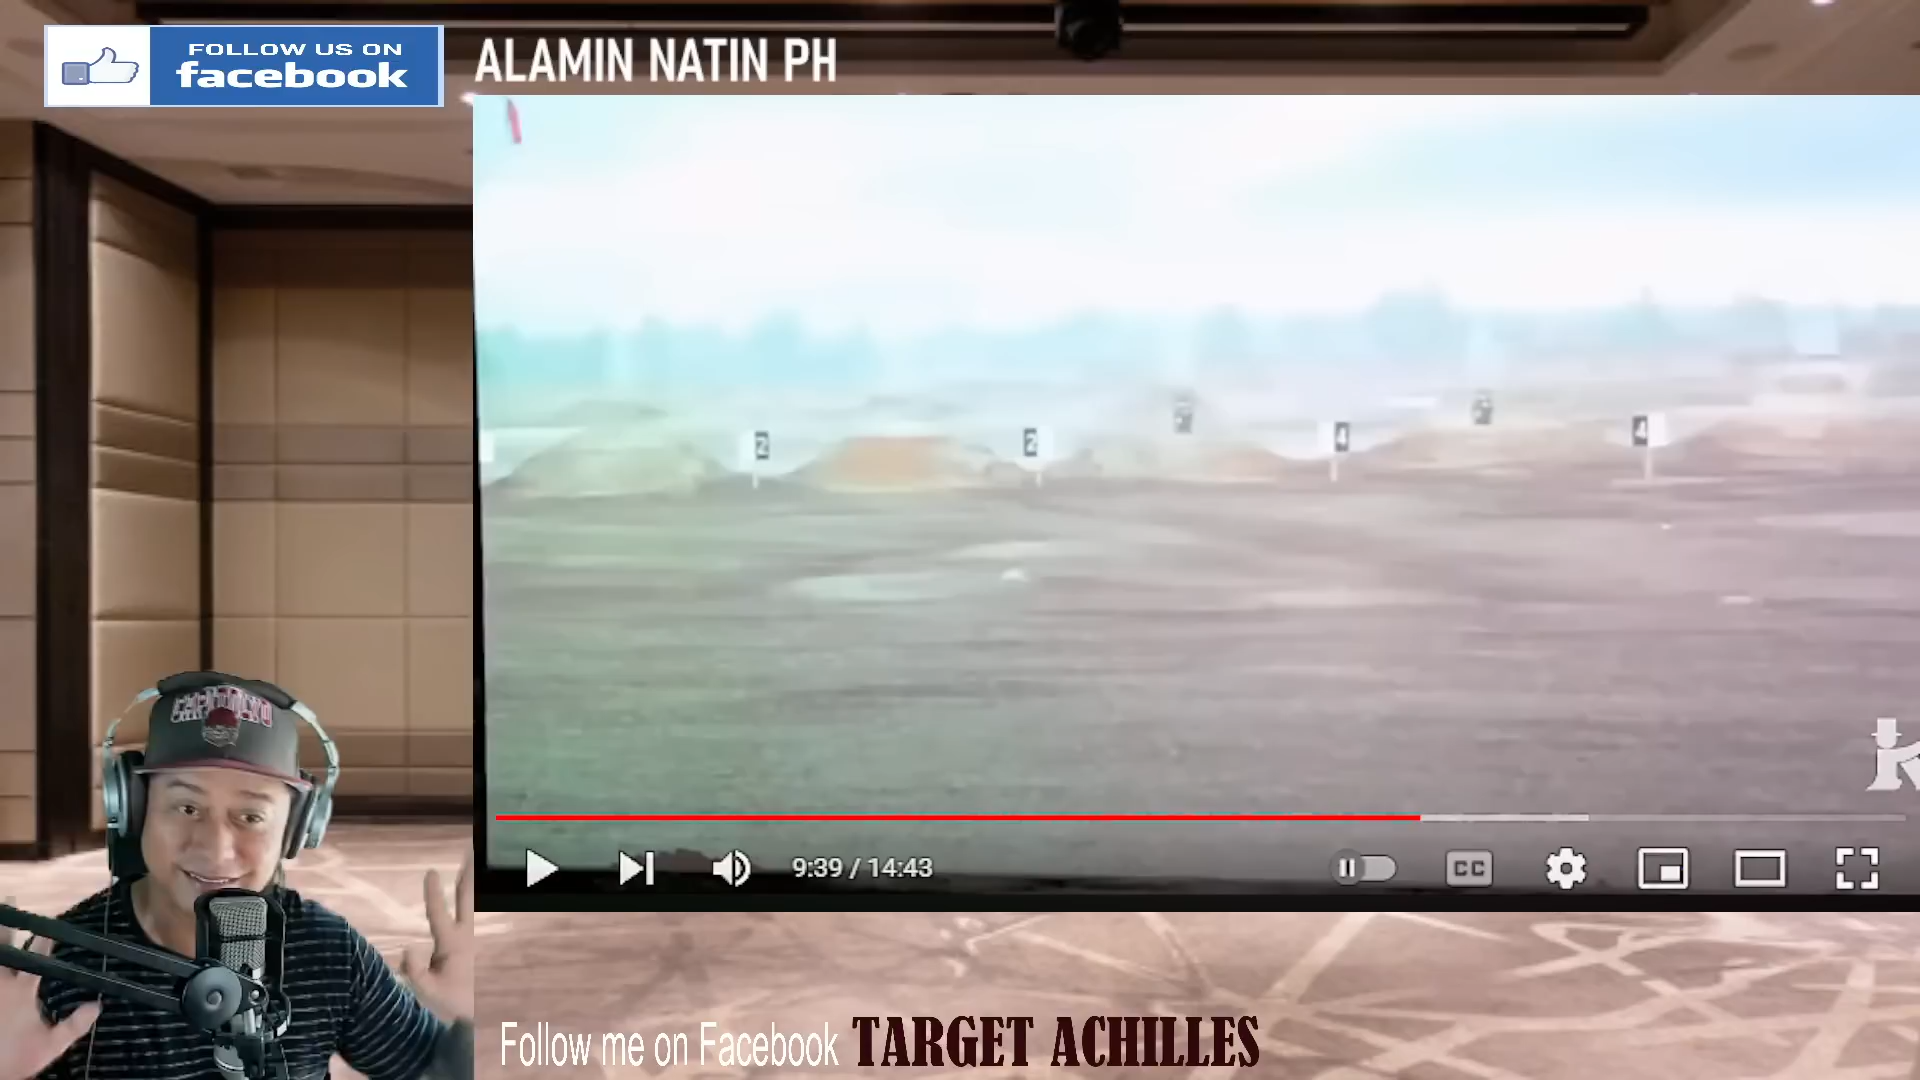 FOLLOW US ON
facebook
ALAMIN NATIN PH
2
2
4
4
9:39 / 14:43
CC
Follow me on Facebook TARGET ACHILLES